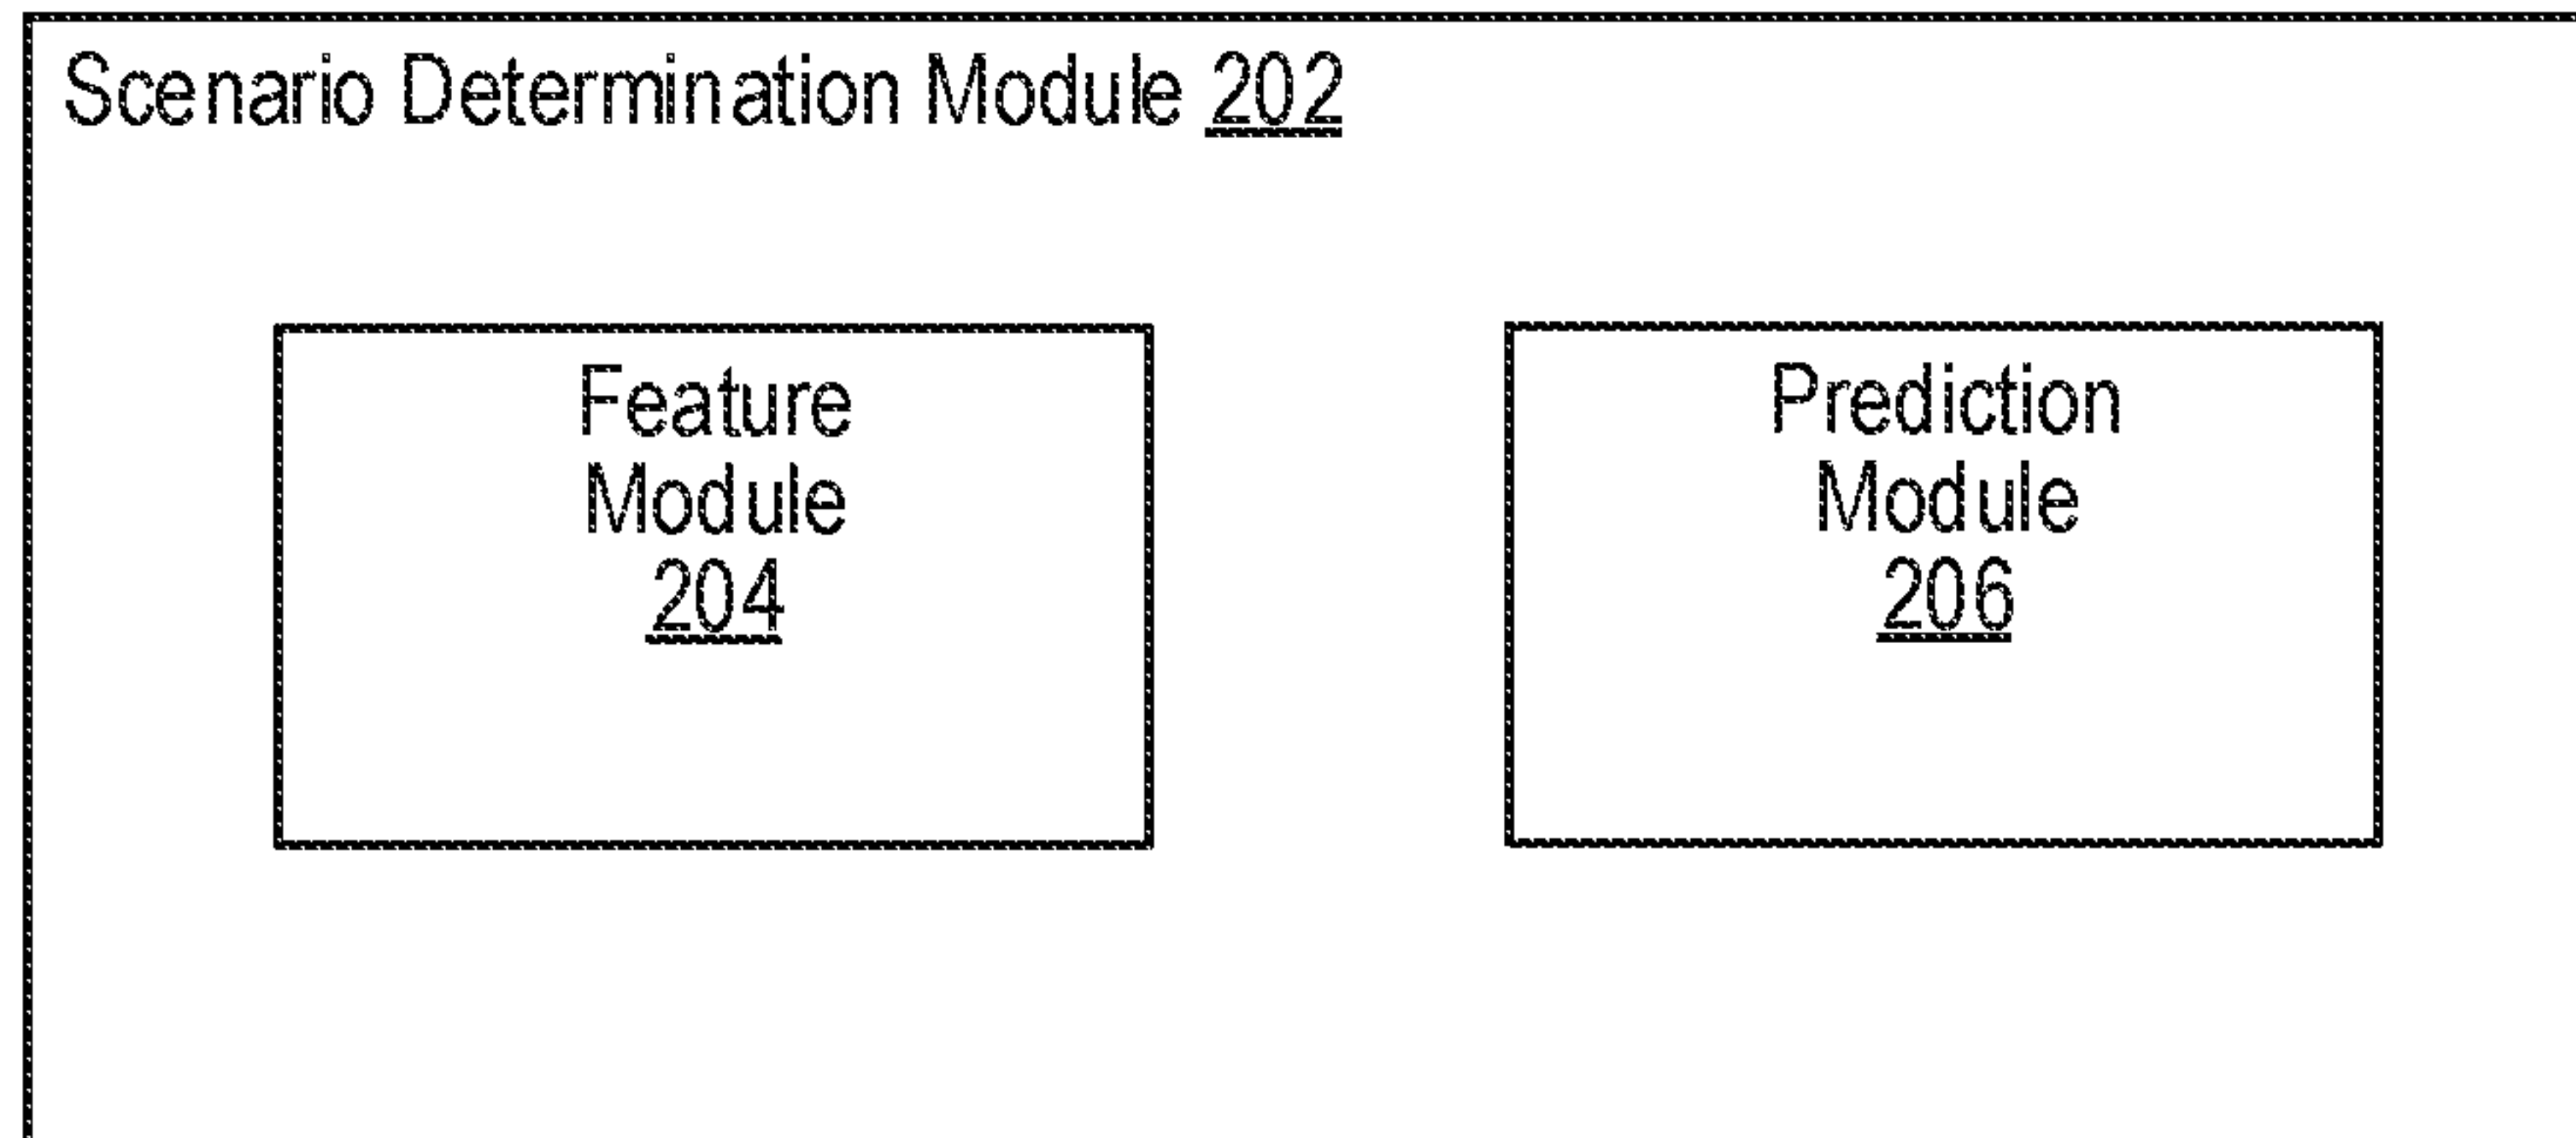 Scenario Determination Module 202
Feature
Module
204
Prediction
Module
206